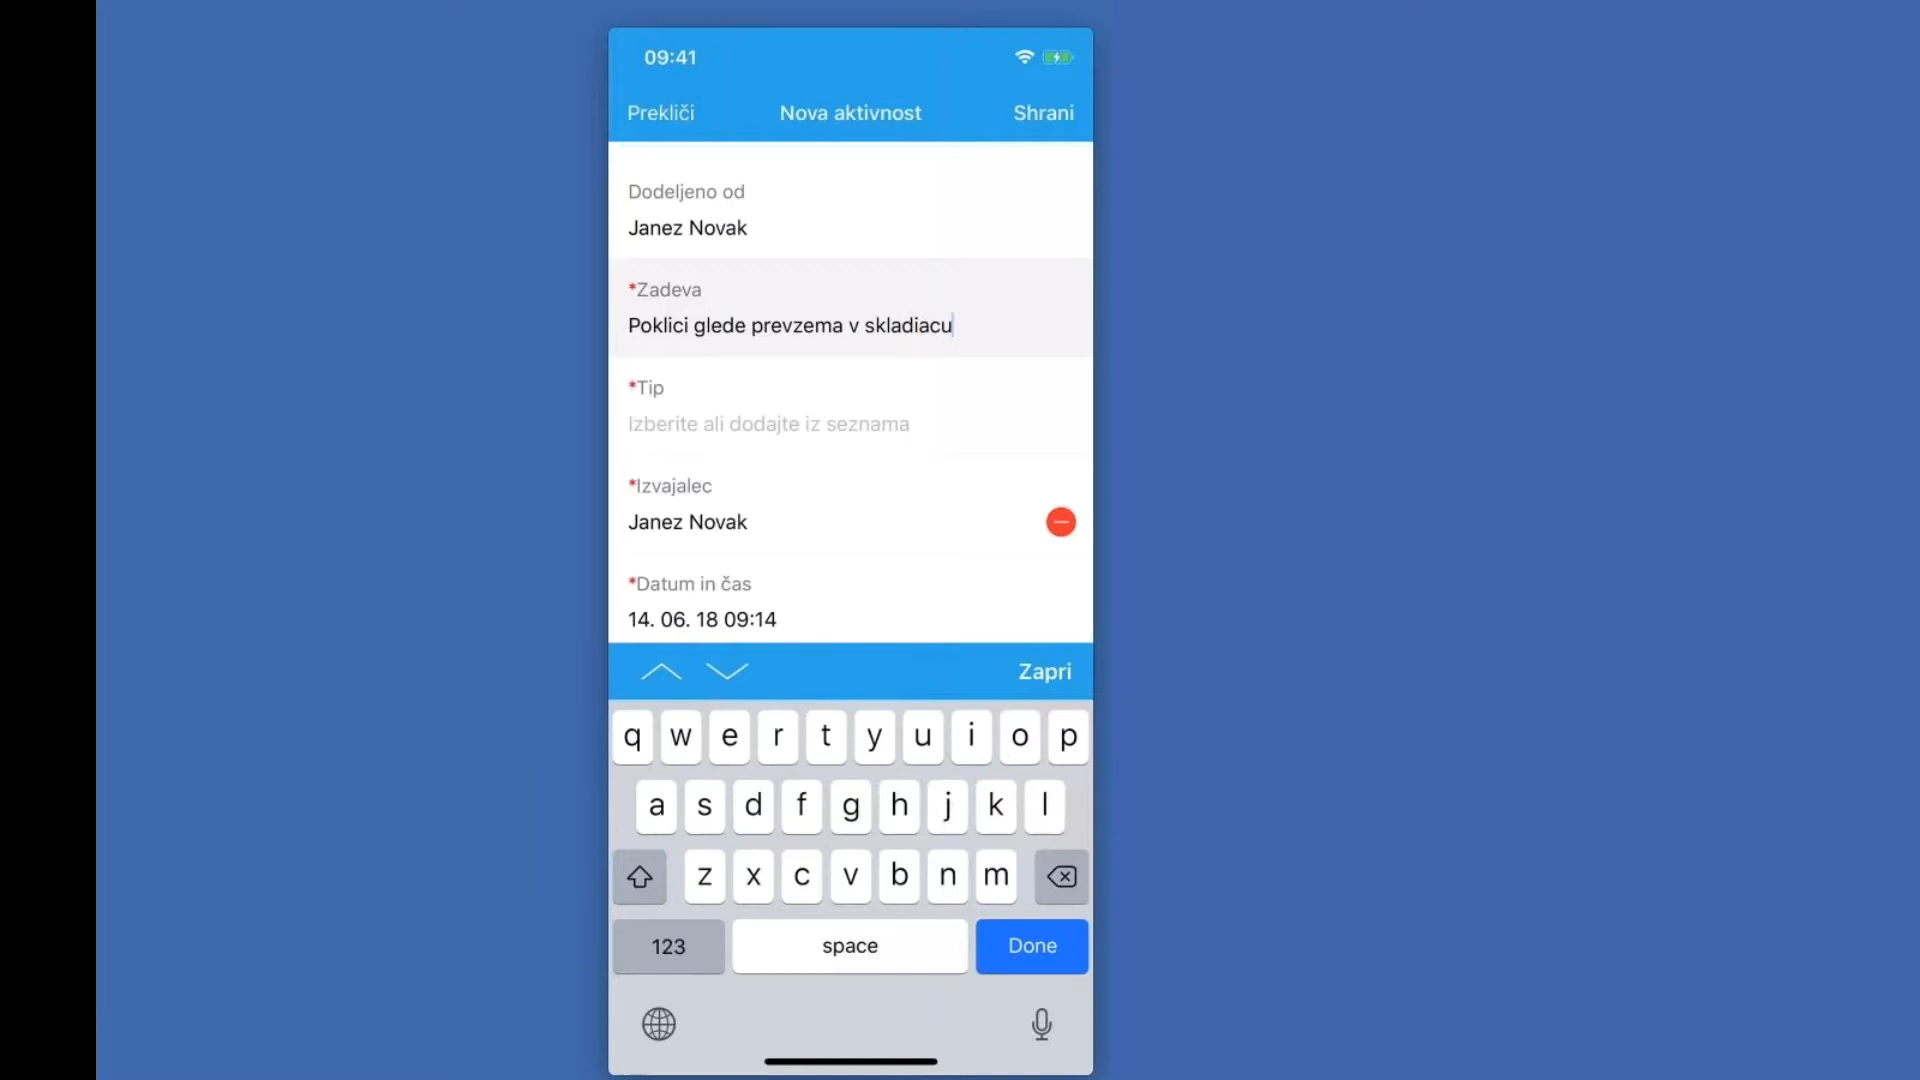 09:41
Prekliči Nova aktivnost Shrani
Dodeljeno od
Janez Novak
*Zadeva
Poklici glede prevzema v skladiacu
*Tip
Izberite ali dodajte iz seznama
*Izvajalec
Janez Novak
*Datum in čas
14. 06. 18 09:14
Zapri
q w e r t y u i o p
a s d f g h j k l
z x c v b n m
123 space Done